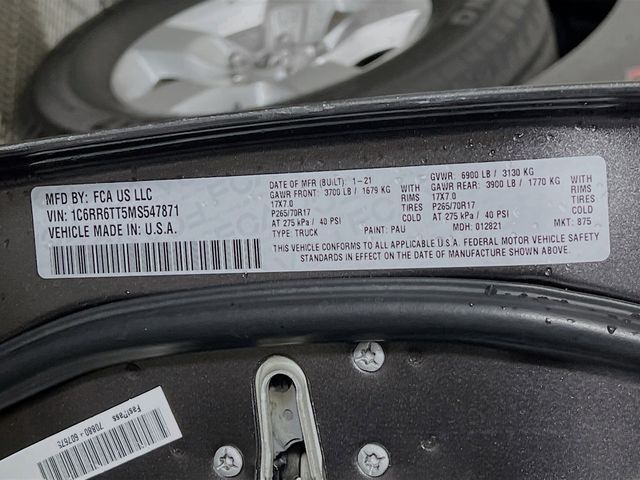 MFD BY: FCA US LLC
VIN: 1C6RR6TT5MS547871
VEHICLE MADE IN U.S.A.
DATE OF MFR (BUILT): 1-21
GAWR FRONT: 3700 LB / 1679 KG
17X7.0
P265/70R17
AT 275 kPa / 40 PSI
TYPE: TRUCK
WITH
RIMS
TIRES
PAINT: PAU
GVWR: 6900 LB / 3130 KG
GAWR REAR: 3900 LB / 1770 KG
17X7.0
P265/70R17
AT 275 kPa / 40 PSI
MDH: 012821
WITH
RIMS
TIRES
MKT: 875
THIS VEHICLE CONFORMS TO ALL APPLICABLE U.S.A. FEDERAL MOTOR VEHICLE SAFETY
STANDARDS IN EFFECT ON THE DATE OF MANUFACTURE SHOWN ABOVE.
FastPass 70880 - 607675